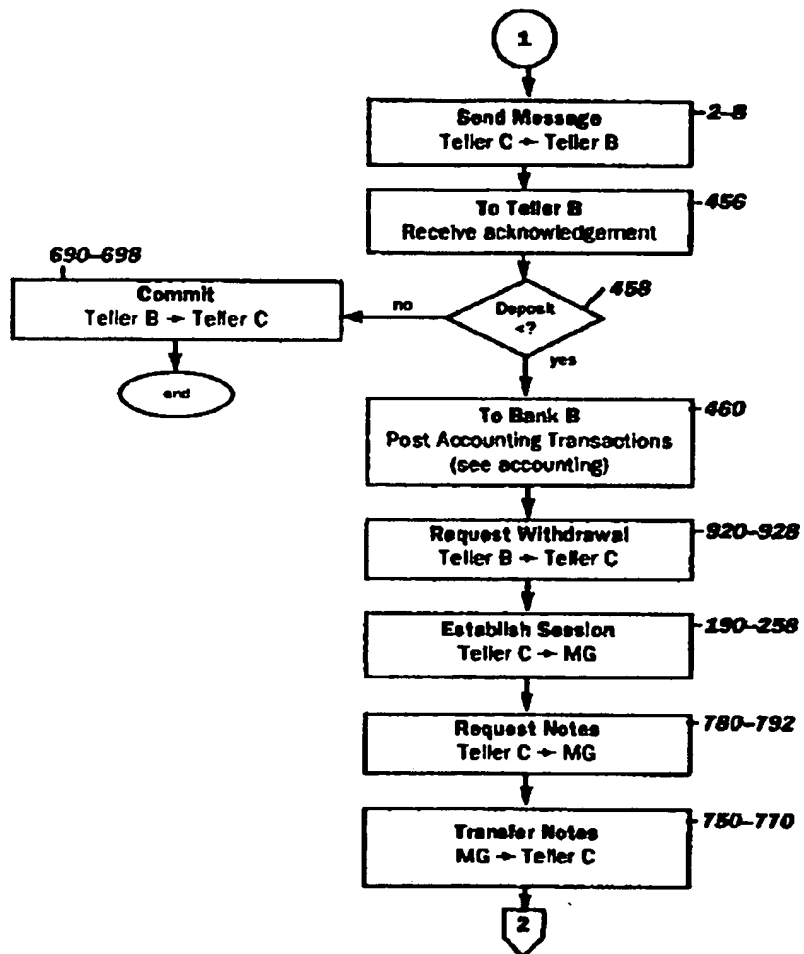 1
Send Message
Teller C → Teller B
2–8
To Teller B
Receive acknowledgement
456
690–698
Commit
Teller B → Teller C
no
Deposit
<?
458
yes
end
To Bank B
Post Accounting Transactions
(see accounting)
460
Request Withdrawal
Teller B → Teller C
920–928
Establish Session
Teller C → MG
190–258
Request Notes
Teller C → MG
780–792
Transfer Notes
MG → Teller C
750–770
2